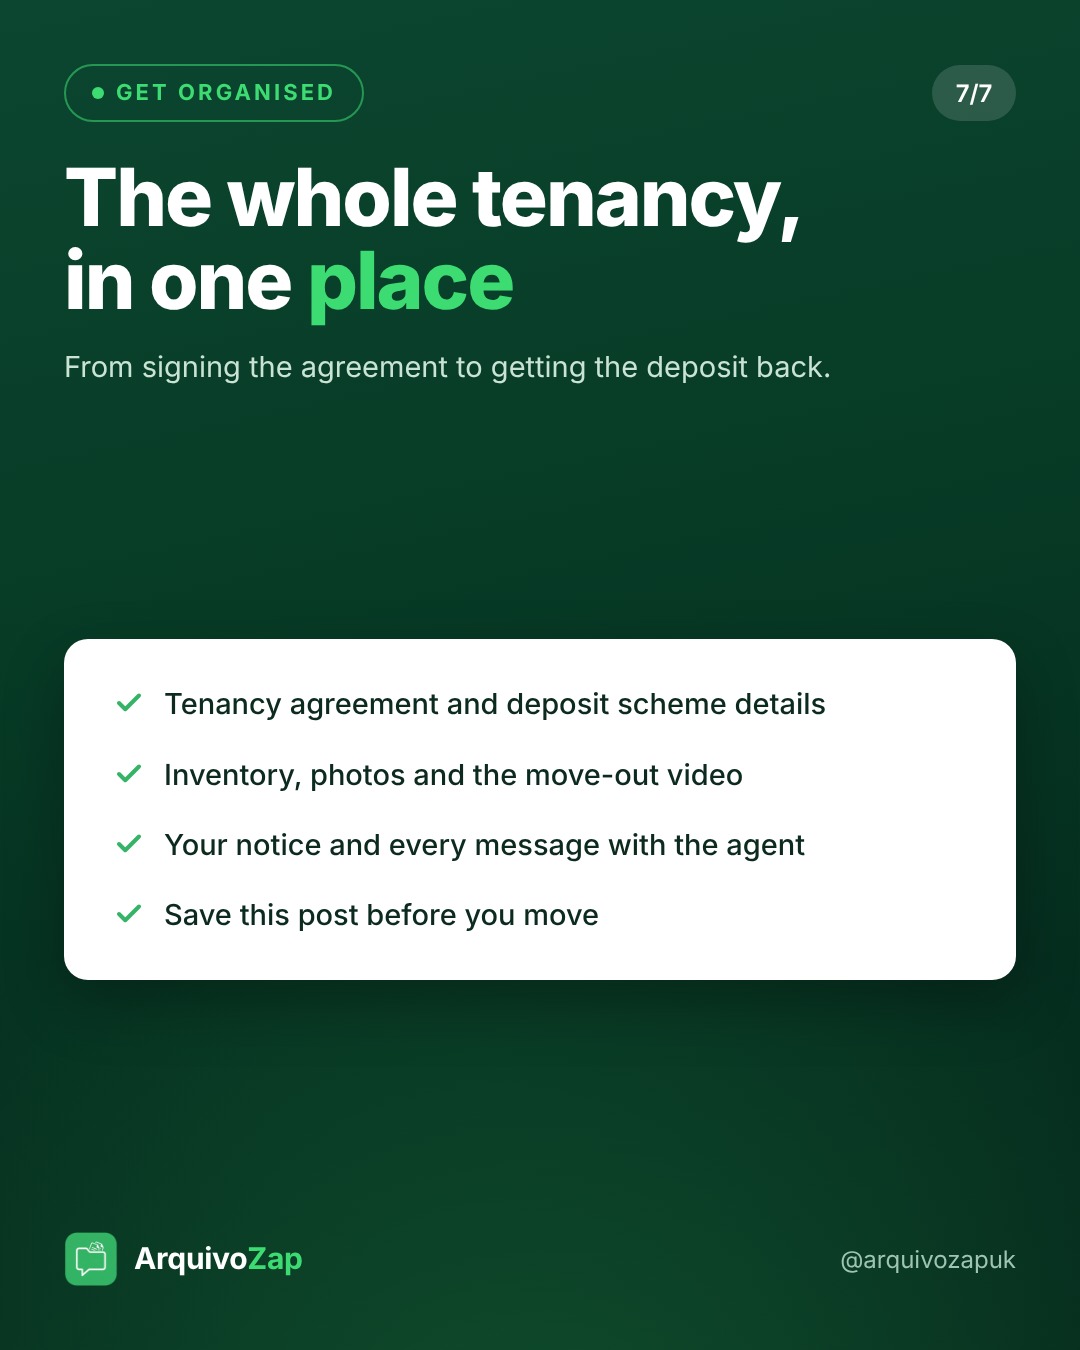 GET ORGANISED
7/7
The whole tenancy,
in one place
From signing the agreement to getting the deposit back.
Tenancy agreement and deposit scheme details
Inventory, photos and the move-out video
Your notice and every message with the agent
Save this post before you move
ArquivoZap
@arquivozapuk